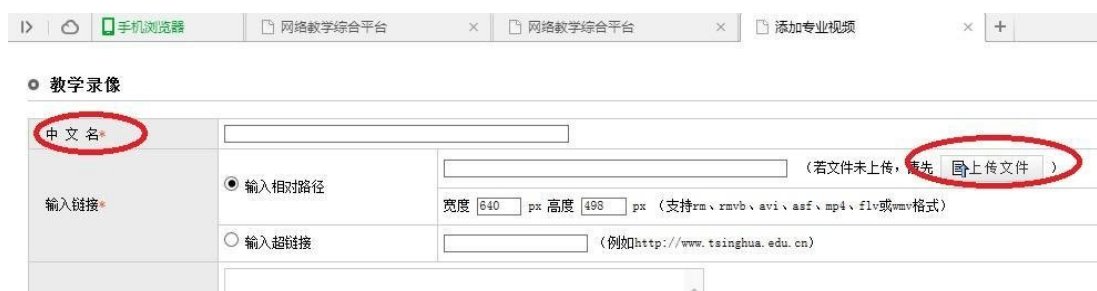 手机浏览器 网络教学综合平台 网络教学综合平台 添加专业视频
教学录像
中 文 名*
输入链接*
输入相对路径
(若文件未上传，请先 上传文件 )
宽度 640 px 高度 498 px （支持rm、rmvb、avi、asf、mp4、flv或wmv格式）
输入超链接
(例如http://www.tsinghua.edu.cn)